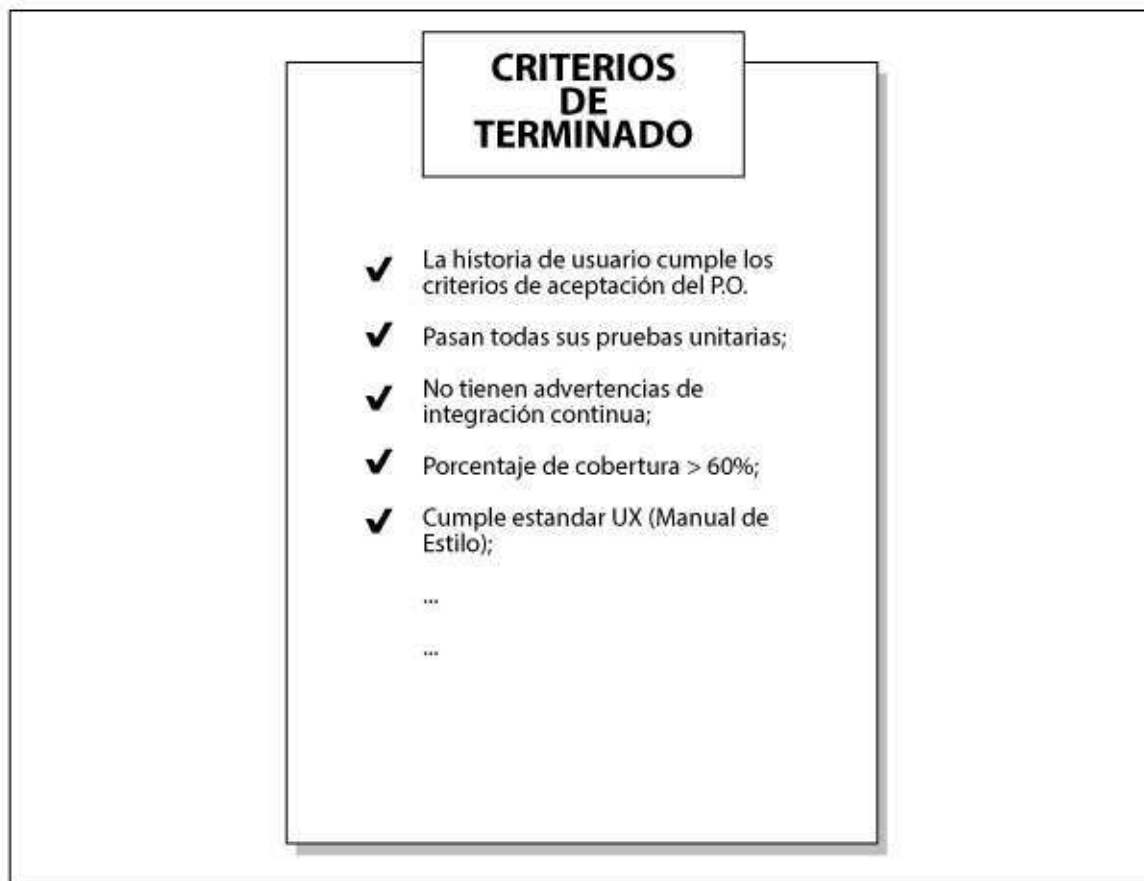 CRITERIOS
DE
TERMINADO
La historia de usuario cumple los
criterios de aceptación del P.O.
Pasan todas sus pruebas unitarias;
No tienen advertencias de
integración continua;
Porcentaje de cobertura > 60%;
Cumple estandar UX (Manual de
Estilo);
...
...